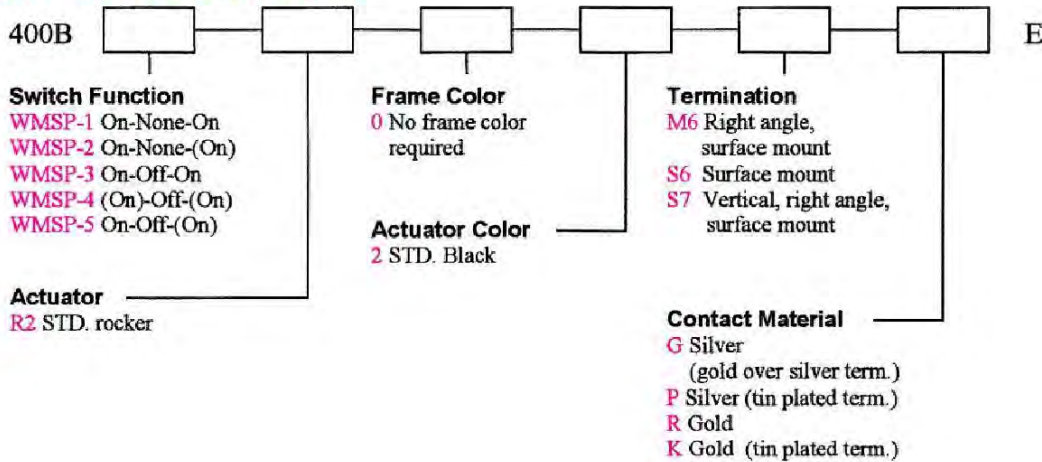 400B E
Switch Function
WMSP-1 On-None-On
WMSP-2 On-None-(On)
WMSP-3 On-Off-On
WMSP-4 (On)-Off-(On)
WMSP-5 On-Off-(On)
Actuator
R2 STD. rocker
Frame Color
0 No frame color
required
Actuator Color
2 STD. Black
Termination
M6 Right angle,
surface mount
S6 Surface mount
S7 Vertical, right angle,
surface mount
Contact Material
G Silver
(gold over silver term.)
P Silver (tin plated term.)
R Gold
K Gold (tin plated term.)